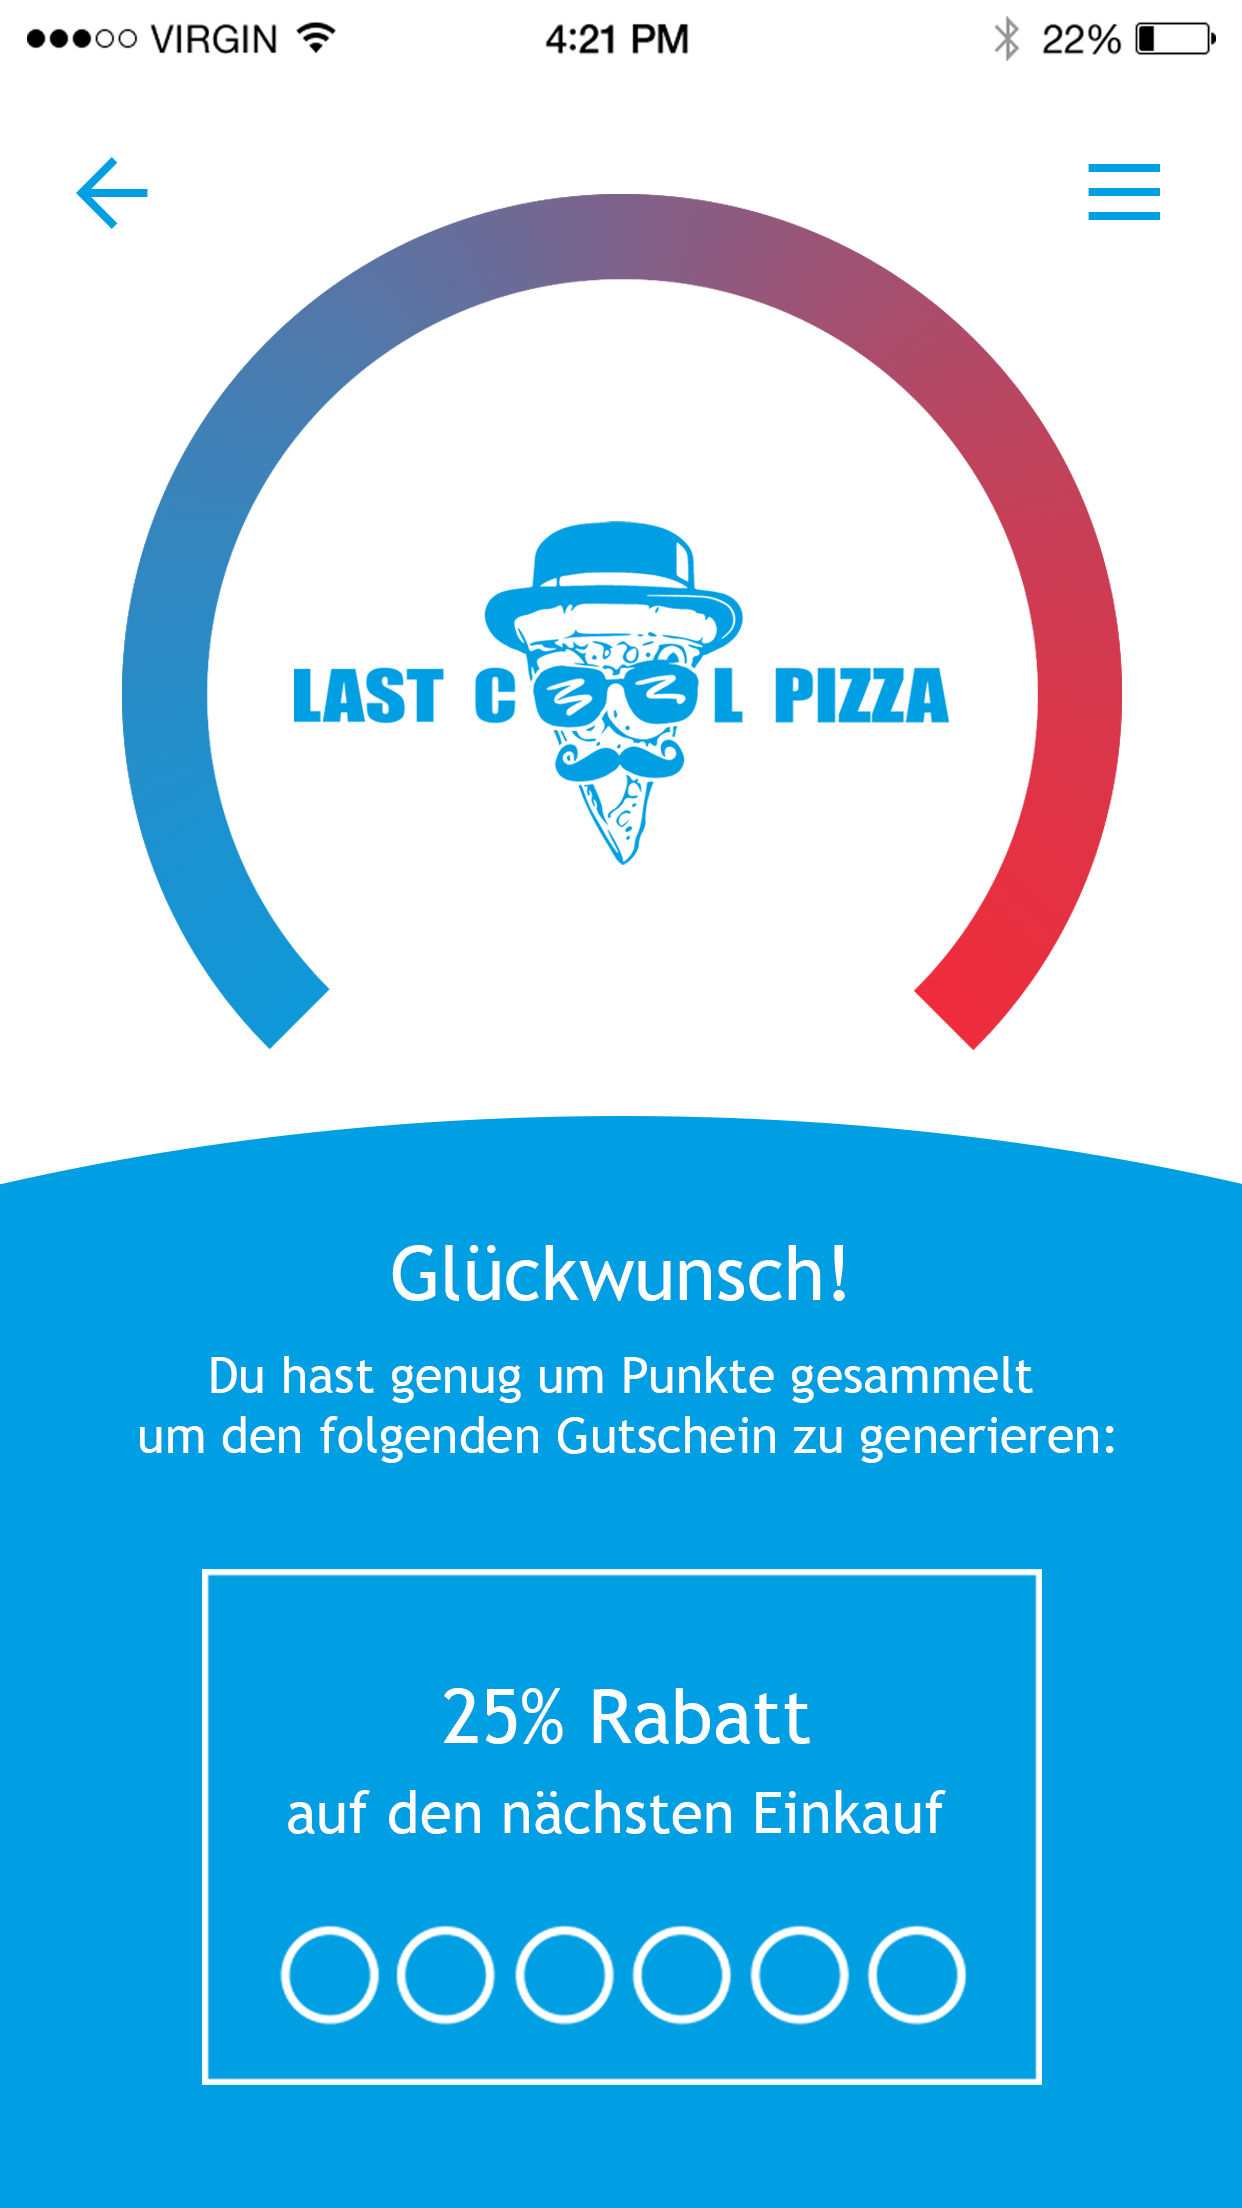 VIRGIN 4:21 PM 22%
LAST COOL PIZZA
Glückwunsch!
Du hast genug um Punkte gesammelt
um den folgenden Gutschein zu generieren:
25% Rabatt
auf den nächsten Einkauf